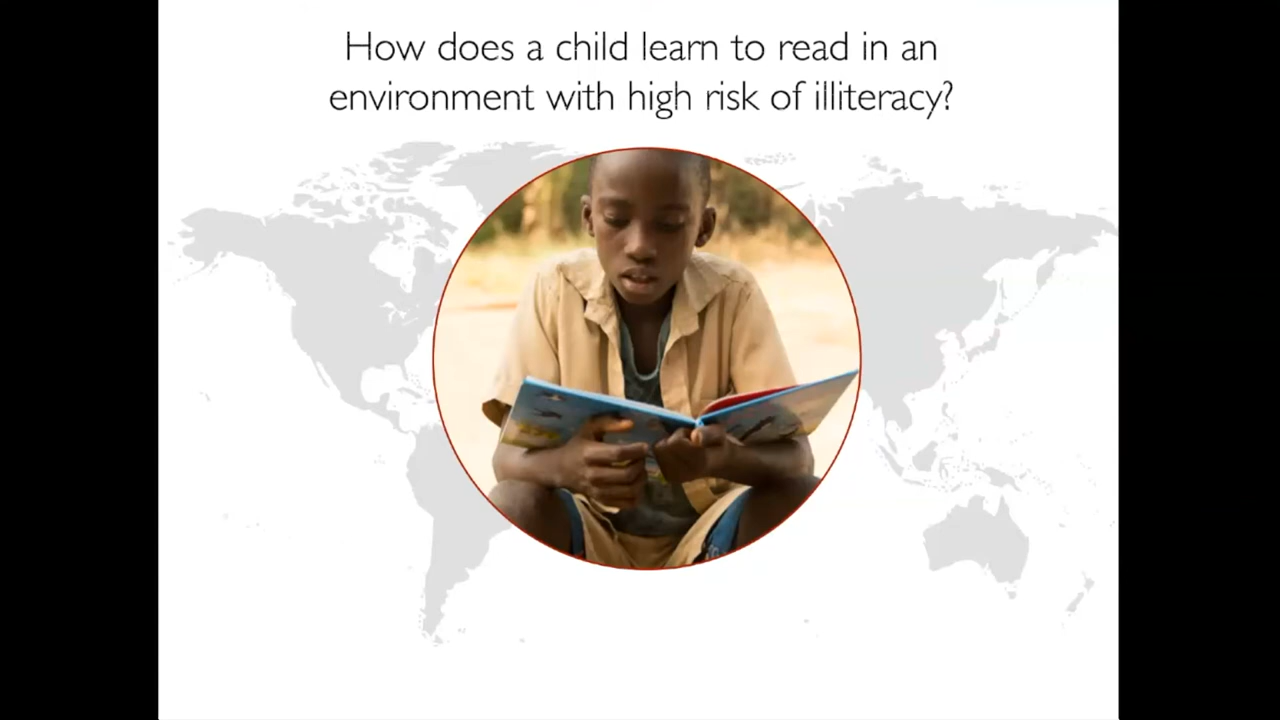 How does a child learn to read in an
environment with high risk of illiteracy?